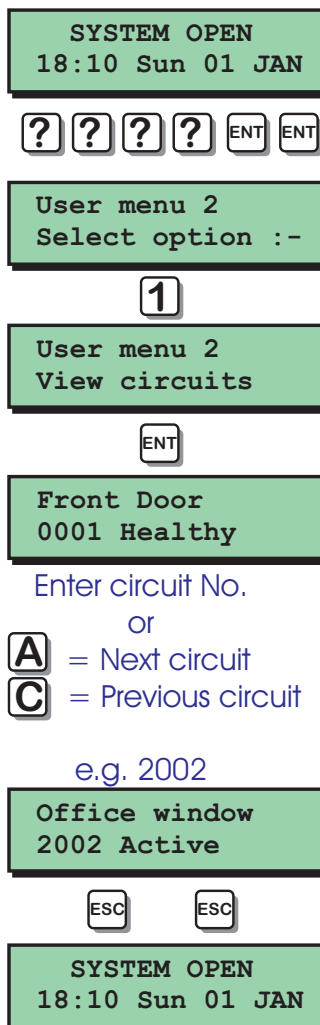 SYSTEM OPEN
18:10 Sun 01 JAN
? ? ? ? ENT ENT
User menu 2
Select option :-
1
User menu 2
View circuits
ENT
Front Door
0001 Healthy
Enter circuit No.
or
A = Next circuit
C = Previous circuit
e.g. 2002
Office window
2002 Active
ESC ESC
SYSTEM OPEN
18:10 Sun 01 JAN